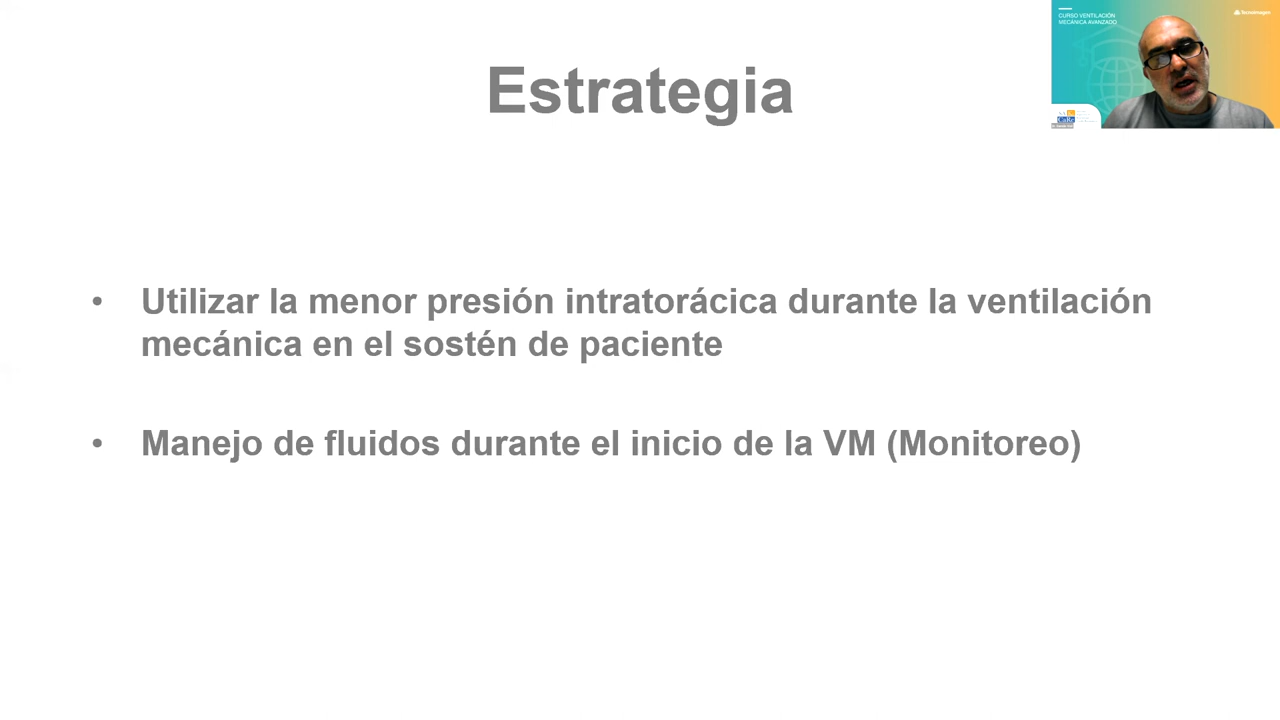 Estrategia
CURSO VENTILACIÓN
MECÁNICA AVANZADO
Tecnoimagen
• Utilizar la menor presión intratorácica durante la ventilación
mecánica en el sostén de paciente
• Manejo de fluidos durante el inicio de la VM (Monitoreo)